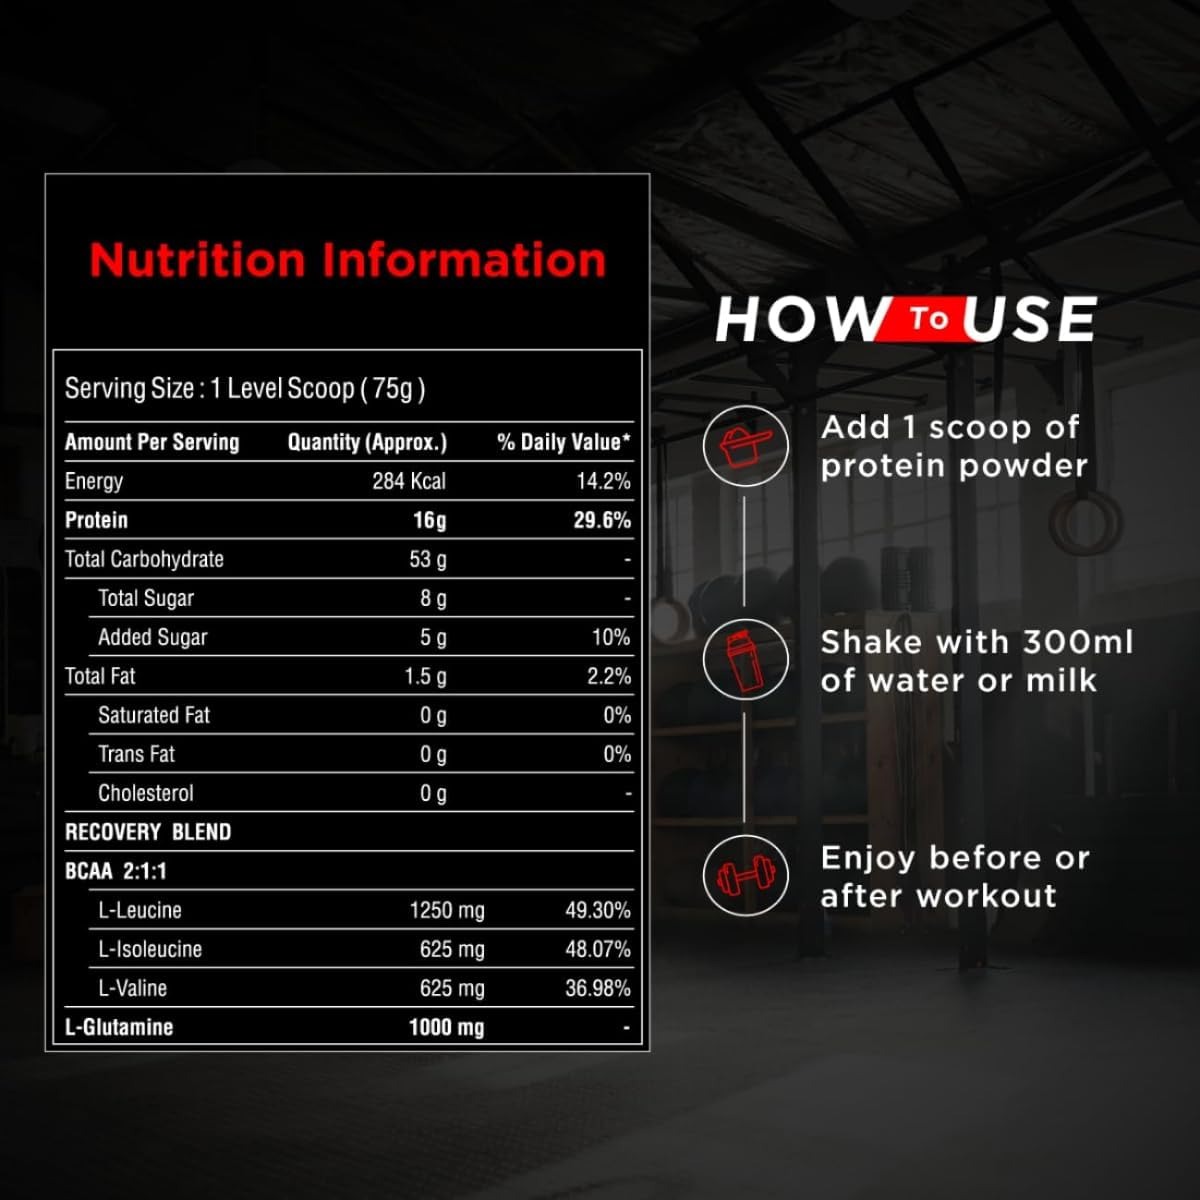 Nutrition Information
Serving Size : 1 Level Scoop ( 75g )
Amount Per Serving Quantity (Approx.) % Daily Value*
Energy 284 Kcal 14.2%
Protein 16g 29.6%
Total Carbohydrate 53 g -
Total Sugar 8 g -
Added Sugar 5 g 10%
Total Fat 1.5 g 2.2%
Saturated Fat 0 g 0%
Trans Fat 0 g 0%
Cholesterol 0 g -
RECOVERY BLEND
BCAA 2:1:1
L-Leucine 1250 mg 49.30%
L-Isoleucine 625 mg 48.07%
L-Valine 625 mg 36.98%
L-Glutamine 1000 mg -
HOW To USE
Add 1 scoop of
protein powder
Shake with 300ml
of water or milk
Enjoy before or
after workout